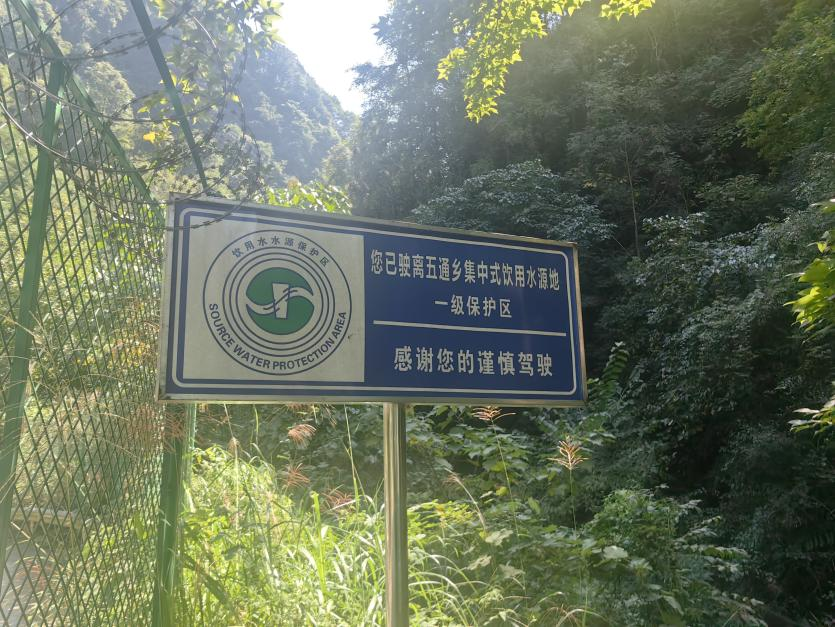 饮用水水源保护区
SOURCE WATER PROTECTION AREA
您已驶离五通乡集中式饮用水源地
一级保护区
感谢您的谨慎驾驶